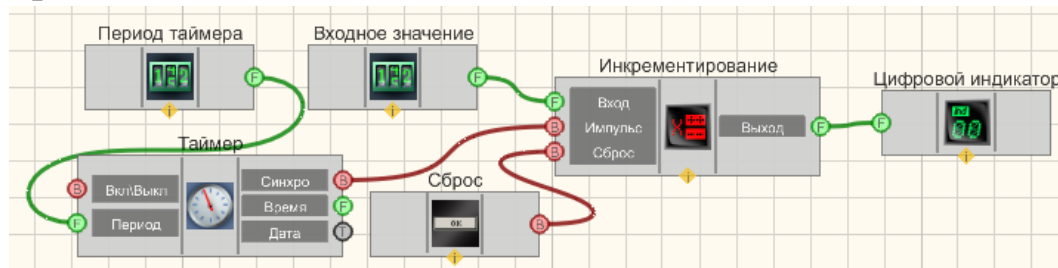 Период таймера
Входное значение
Инкрементирование
Цифровой индикатор
F
F
F
Вход
B
Импульс
B
Сброс
Выход
F
F
Таймер
B
Вкл\Выкл
F
Период
Синхро
B
Время
F
Дата
T
Сброс
ОК
B